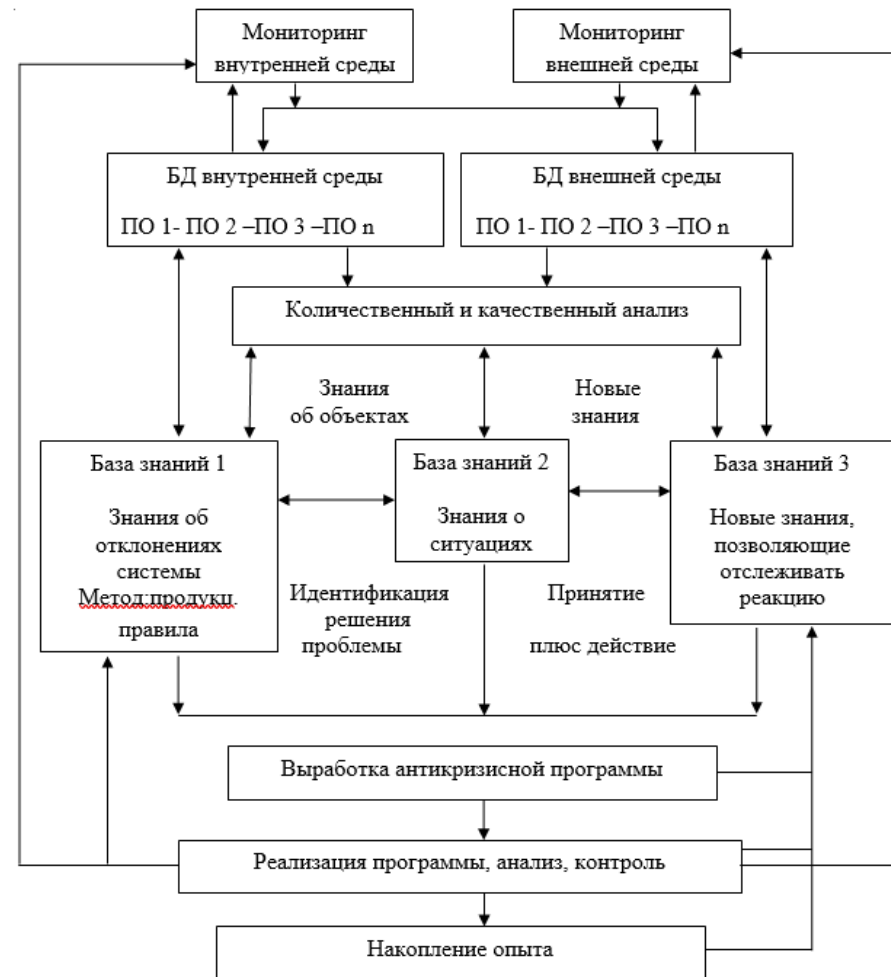 Мониторинг
внутренней среды
Мониторинг
внешней среды
БД внутренней среды
ПО 1- ПО 2 –ПО 3 –ПО n
БД внешней среды
ПО 1- ПО 2 –ПО 3 –ПО n
Количественный и качественный анализ
Знания
об объектах
Новые
знания
База знаний 1
Знания об
отклонениях
системы
Метод:продукц.
правила
База знаний 2
Знания о
ситуациях
База знаний 3
Новые знания,
позволяющие
отслеживать
реакцию
Идентификация
решения
проблемы
Принятие
плюс действие
Выработка антикризисной программы
Реализация программы, анализ, контроль
Накопление опыта